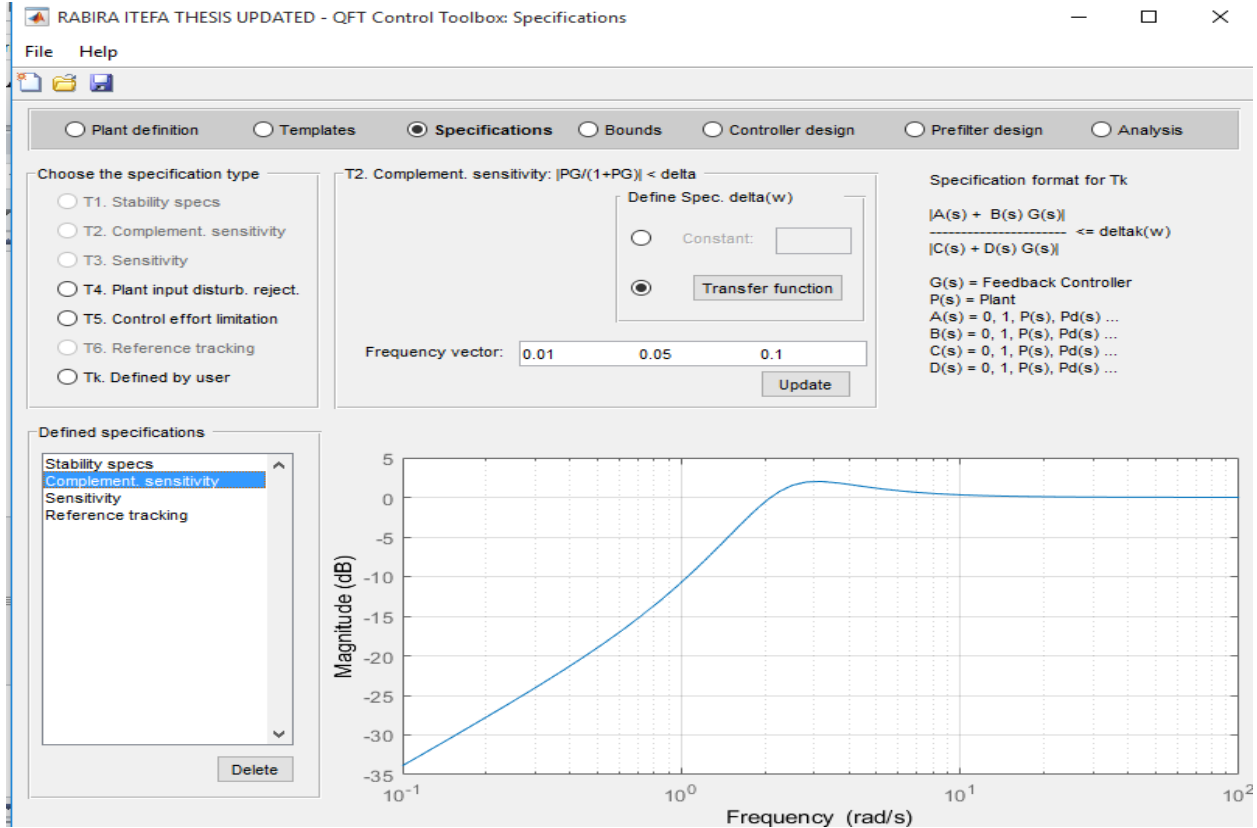 RABIRA ITEFA THESIS UPDATED - QFT Control Toolbox: Specifications
File Help
Plant definition Templates Specifications Bounds Controller design Prefilter design Analysis
Choose the specification type
T1. Stability specs
T2. Complement. sensitivity
T3. Sensitivity
T4. Plant input disturb. reject.
T5. Control effort limitation
T6. Reference tracking
Tk. Defined by user
T2. Complement. sensitivity: |PG/(1+PG)| < delta
Define Spec. delta(w)
Constant:
Transfer function
Frequency vector: 0.01 0.05 0.1
Update
Specification format for Tk
|A(s) + B(s) G(s)|
---------------------- <= deltak(w)
|C(s) + D(s) G(s)|
G(s) = Feedback Controller
P(s) = Plant
A(s) = 0, 1, P(s), Pd(s) ...
B(s) = 0, 1, P(s), Pd(s) ...
C(s) = 0, 1, P(s), Pd(s) ...
D(s) = 0, 1, P(s), Pd(s) ...
Defined specifications
Stability specs
Complement. sensitivity
Sensitivity
Reference tracking
Delete
Magnitude (dB)
5
0
-5
-10
-15
-20
-25
-30
-35
10^-1 10^0 10^1 10^2
Frequency (rad/s)